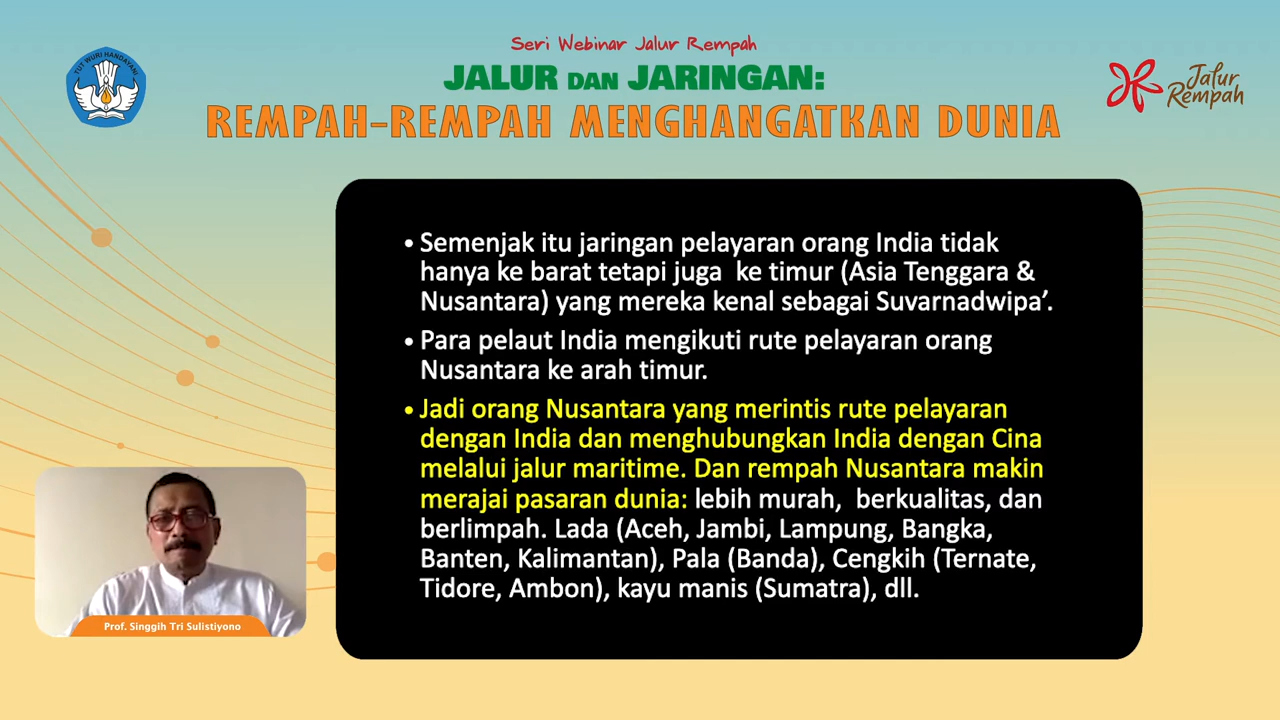 Seri Webinar Jalur Rempah
JALUR DAN JARINGAN:
REMPAH-REMPAH MENGHANGATKAN DUNIA
TUT WURI HANDAYANI
Jalur
Rempah
• Semenjak itu jaringan pelayaran orang India tidak
hanya ke barat tetapi juga  ke timur (Asia Tenggara &
Nusantara) yang mereka kenal sebagai Suvarnadwipa’.
• Para pelaut India mengikuti rute pelayaran orang
Nusantara ke arah timur.
• Jadi orang Nusantara yang merintis rute pelayaran
dengan India dan menghubungkan India dengan Cina
melalui jalur maritime. Dan rempah Nusantara makin
merajai pasaran dunia: lebih murah,  berkualitas, dan
berlimpah. Lada (Aceh, Jambi, Lampung, Bangka,
Banten, Kalimantan), Pala (Banda), Cengkih (Ternate,
Tidore, Ambon), kayu manis (Sumatra), dll.
Prof. Singgih Tri Sulistiyono